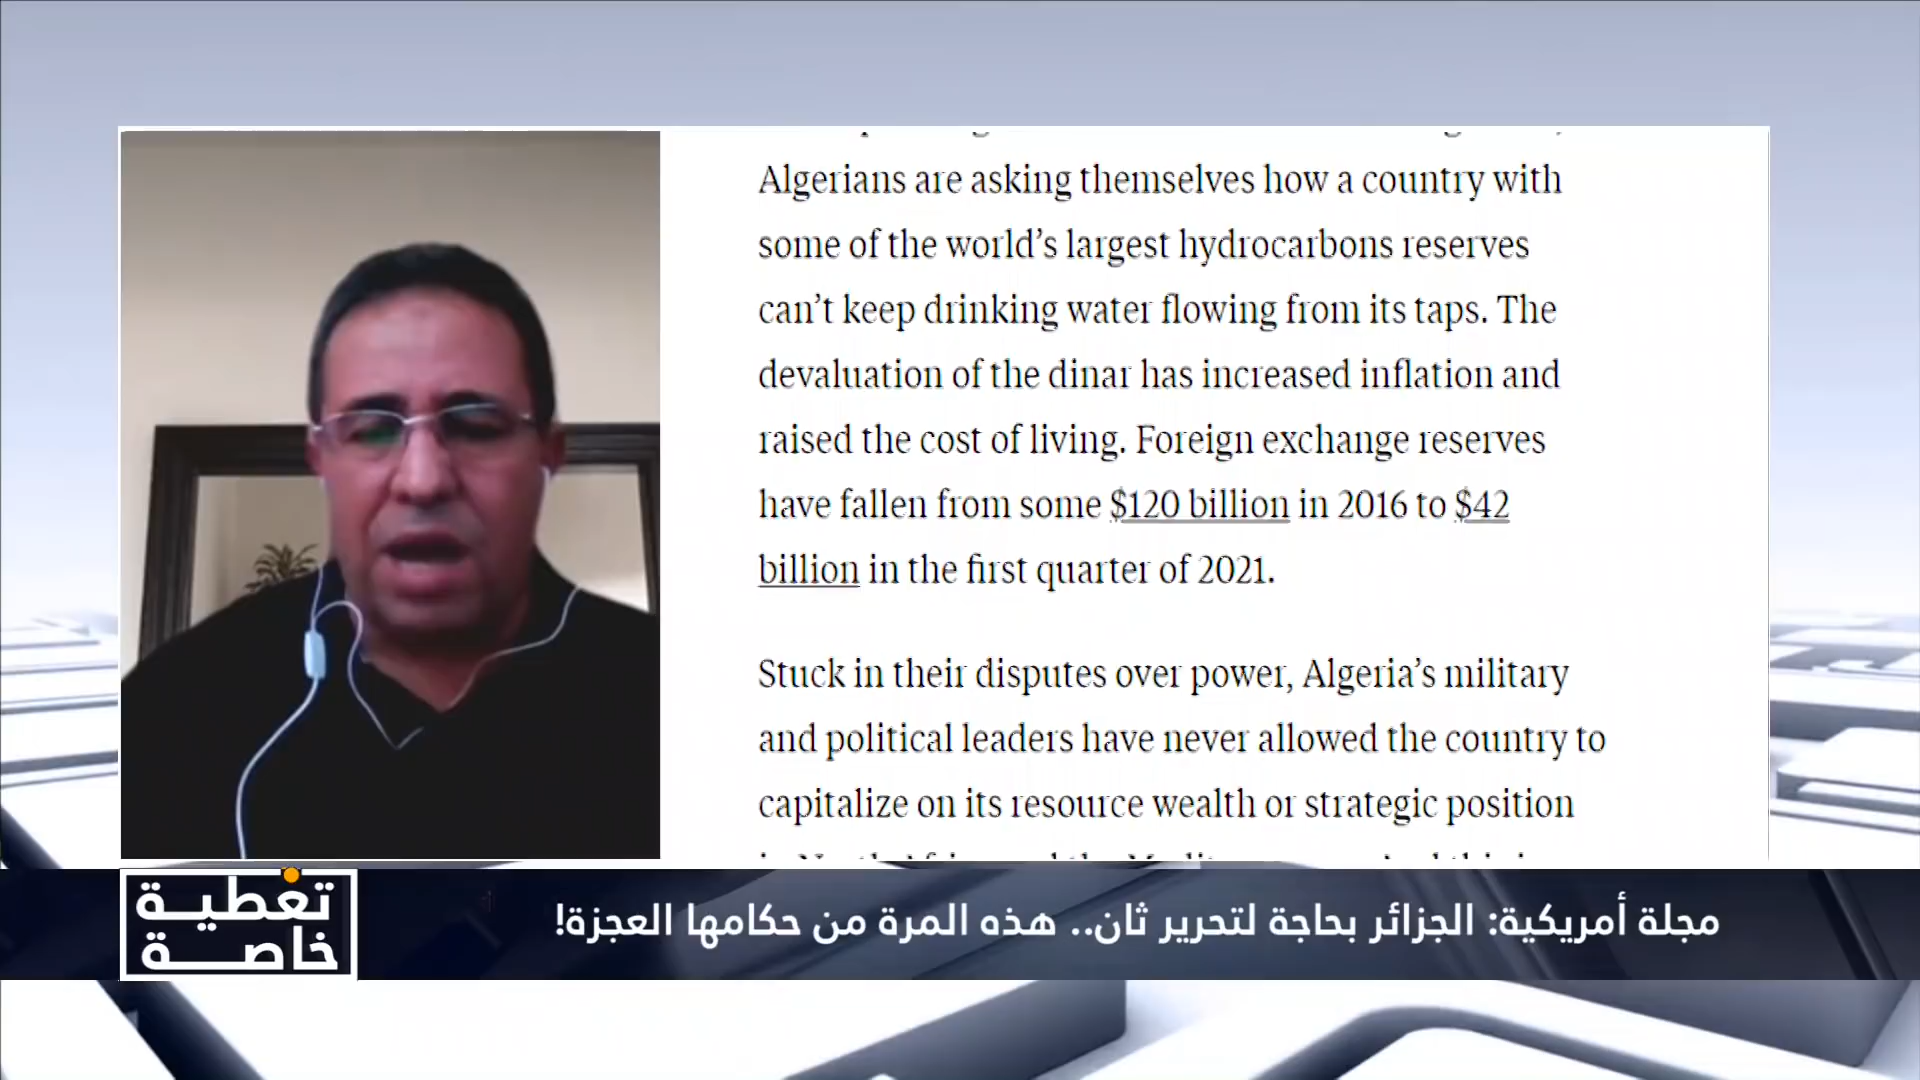 Algerians are asking themselves how a country with
some of the world's largest hydrocarbons reserves
can't keep drinking water flowing from its taps. The
devaluation of the dinar has increased inflation and
raised the cost of living. Foreign exchange reserves
have fallen from some $120 billion in 2016 to $42
billion in the first quarter of 2021.
Stuck in their disputes over power, Algeria's military
and political leaders have never allowed the country to
capitalize on its resource wealth or strategic position
مجلة أمريكية: الجزائر بحاجة لتحرير ثان.. هذه المرة من حكامها العجزة!
تغطية
خاصة